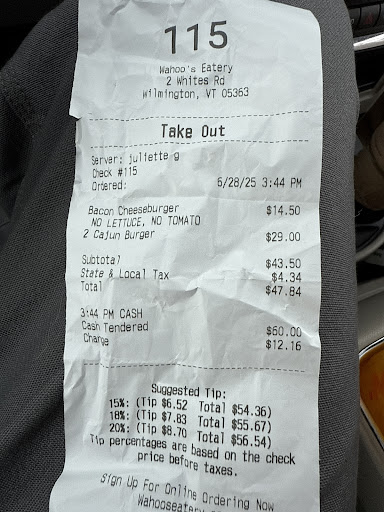 115
Wahoo's Eatery
2 Whites Rd
Wilmington, VT 05363
Take Out
Server: juliette g
Check #115
Ordered: 6/28/25 3:44 PM
Bacon Cheeseburger $14.50
NO LETTUCE, NO TOMATO
2 Cajun Burger $29.00
Subtotal $43.50
State & Local Tax $4.34
Total $47.84
3:44 PM CASH
Cash Tendered $60.00
Change $12.16
Suggested Tip:
15%: (Tip $6.52 Total $54.36)
18%: (Tip $7.83 Total $55.67)
20%: (Tip $8.70 Total $56.54)
Tip percentages are based on the check
price before taxes.
Sign Up For Online Ordering Now